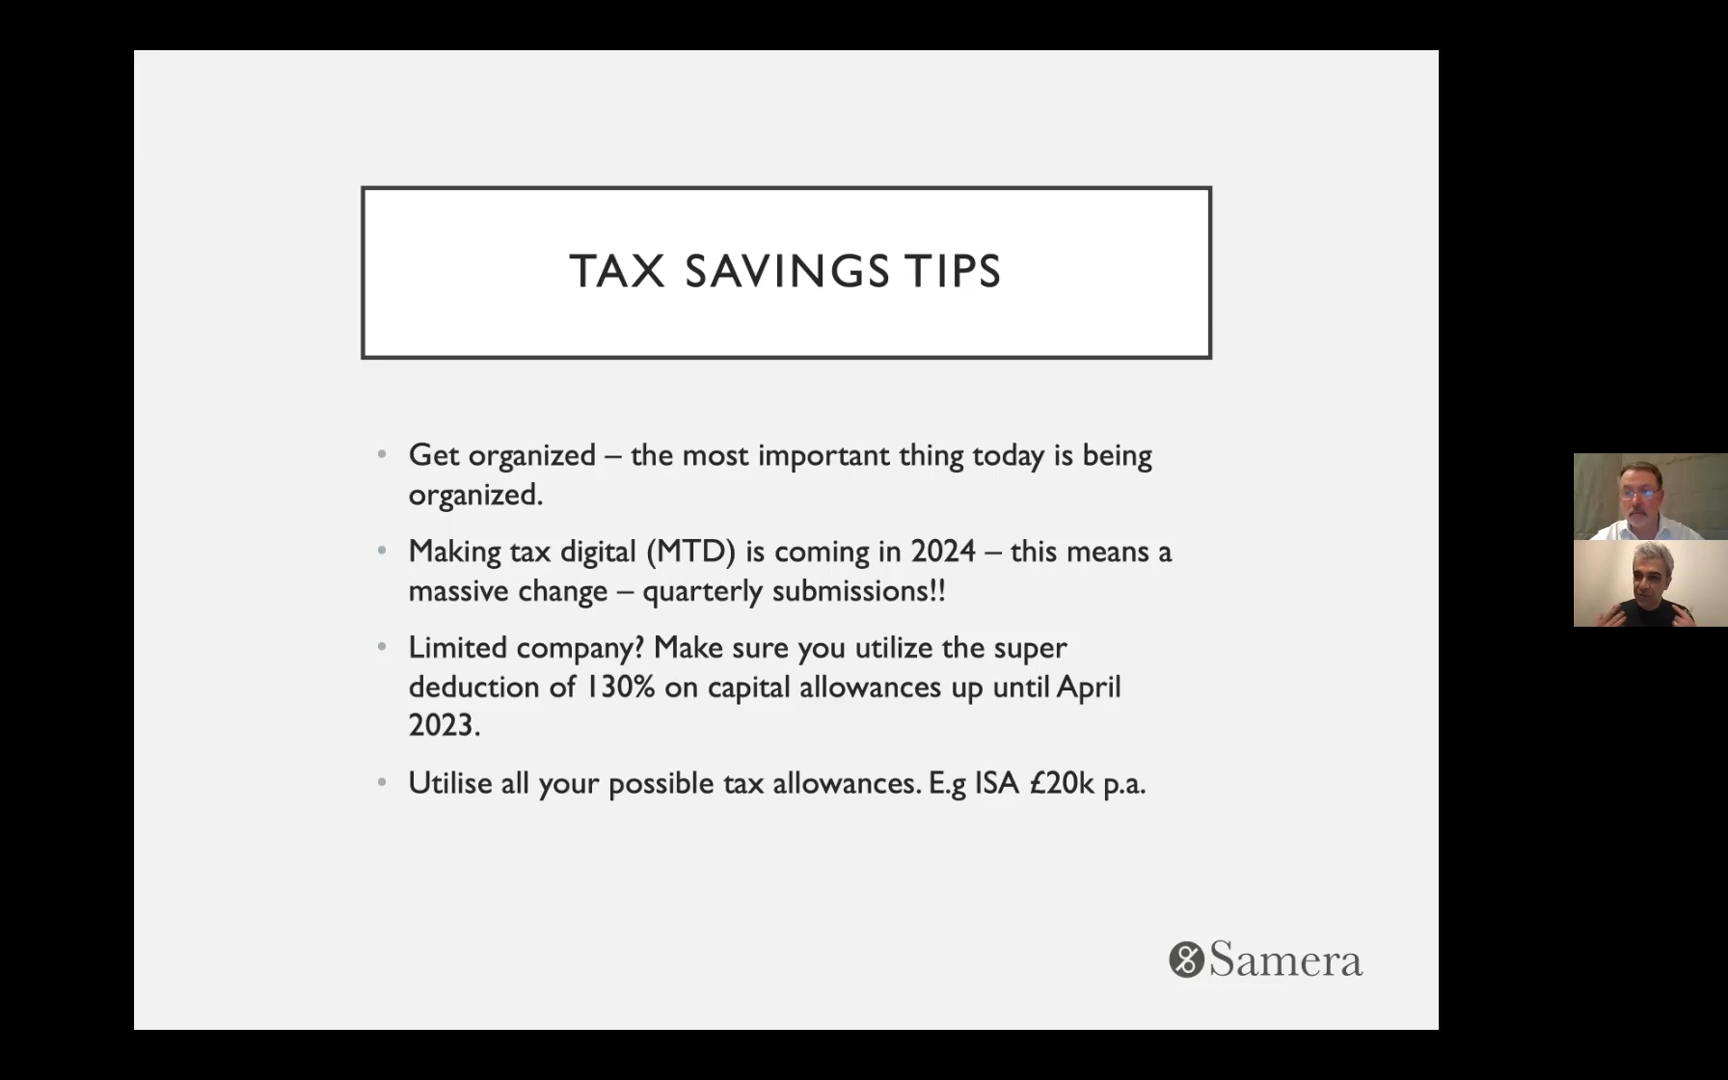 TAX SAVINGS TIPS
• Get organized – the most important thing today is being
organized.
• Making tax digital (MTD) is coming in 2024 – this means a
massive change – quarterly submissions!!
• Limited company? Make sure you utilize the super
deduction of 130% on capital allowances up until April
2023.
• Utilise all your possible tax allowances. E.g ISA £20k p.a.
Samera